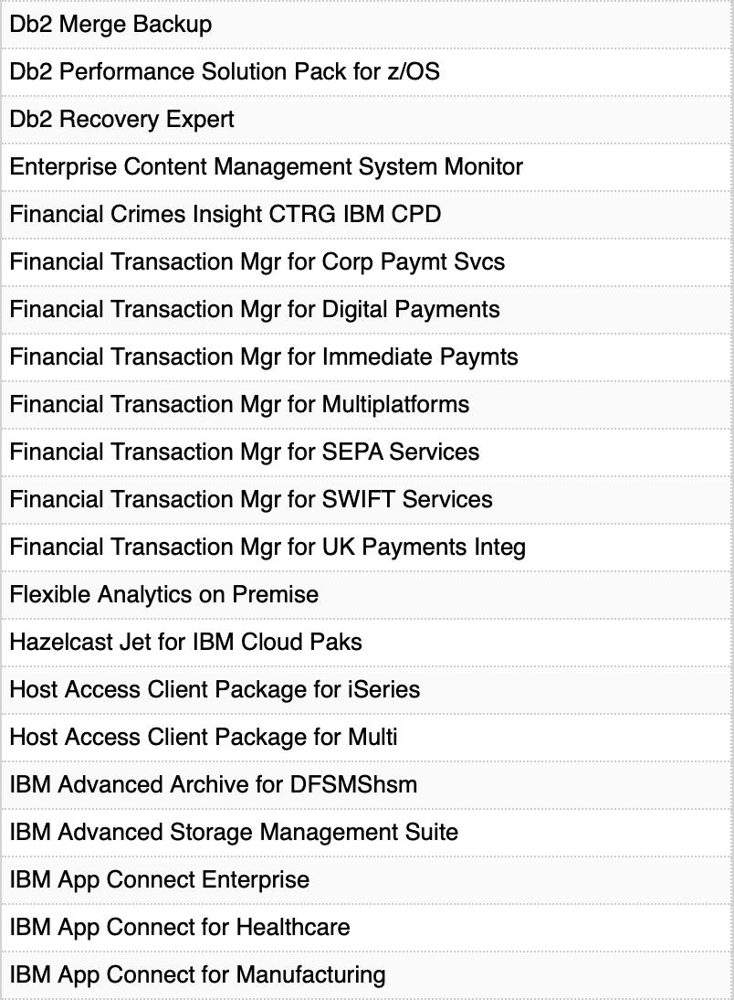 Db2 Merge Backup
Db2 Performance Solution Pack for z/OS
Db2 Recovery Expert
Enterprise Content Management System Monitor
Financial Crimes Insight CTRG IBM CPD
Financial Transaction Mgr for Corp Paymt Svcs
Financial Transaction Mgr for Digital Payments
Financial Transaction Mgr for Immediate Paymts
Financial Transaction Mgr for Multiplatforms
Financial Transaction Mgr for SEPA Services
Financial Transaction Mgr for SWIFT Services
Financial Transaction Mgr for UK Payments Integ
Flexible Analytics on Premise
Hazelcast Jet for IBM Cloud Paks
Host Access Client Package for iSeries
Host Access Client Package for Multi
IBM Advanced Archive for DFSMShsm
IBM Advanced Storage Management Suite
IBM App Connect Enterprise
IBM App Connect for Healthcare
IBM App Connect for Manufacturing